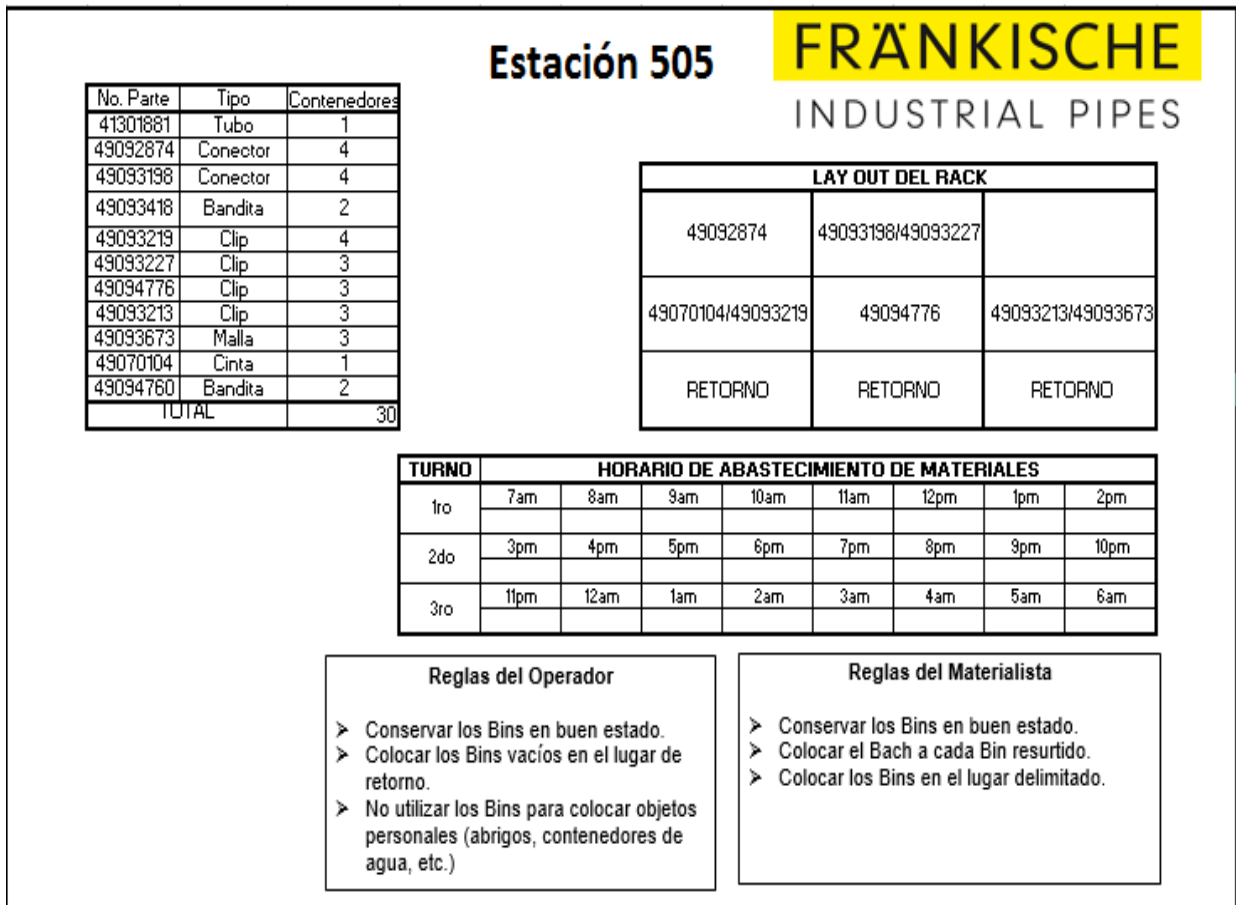 Estación 505
FRÄNKISCHE
INDUSTRIAL PIPES
No. Parte Tipo Contenedores
41301881 Tubo 1
49092874 Conector 4
49093198 Conector 4
49093418 Bandita 2
49093219 Clip 4
49093227 Clip 3
49094776 Clip 3
49093213 Clip 3
49093673 Malla 3
49070104 Cinta 1
49094760 Bandita 2
TOTAL 30
LAY OUT DEL RACK
49092874 49093198/49093227
49070104/49093219 49094776 49093213/49093673
RETORNO RETORNO RETORNO
TURNO HORARIO DE ABASTECIMIENTO DE MATERIALES
1ro 7am 8am 9am 10am 11am 12pm 1pm 2pm
2do 3pm 4pm 5pm 6pm 7pm 8pm 9pm 10pm
3ro 11pm 12am 1am 2am 3am 4am 5am 6am
Reglas del Operador
➢ Conservar los Bins en buen estado.
➢ Colocar los Bins vacíos en el lugar de
retorno.
➢ No utilizar los Bins para colocar objetos
personales (abrigos, contenedores de
agua, etc.)
Reglas del Materialista
➢ Conservar los Bins en buen estado.
➢ Colocar el Bach a cada Bin resurtido.
➢ Colocar los Bins en el lugar delimitado.